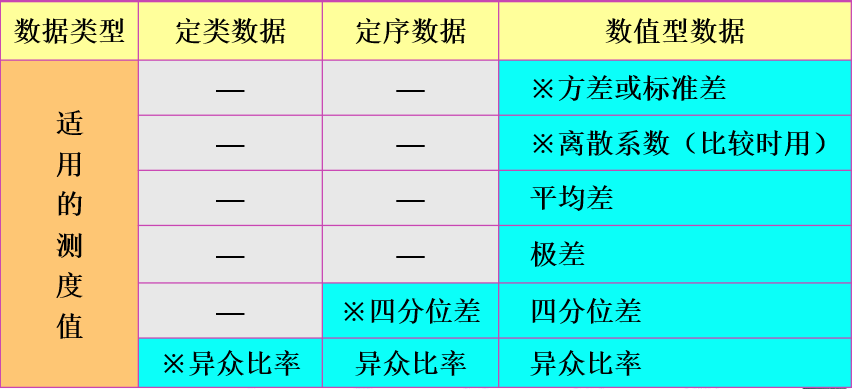 数据类型 定类数据 定序数据 数值型数据
适用的测度值
— — ※方差或标准差
— — ※离散系数（比较时用）
— — 平均差
— — 极差
— ※四分位差 四分位差
※异众比率 异众比率 异众比率